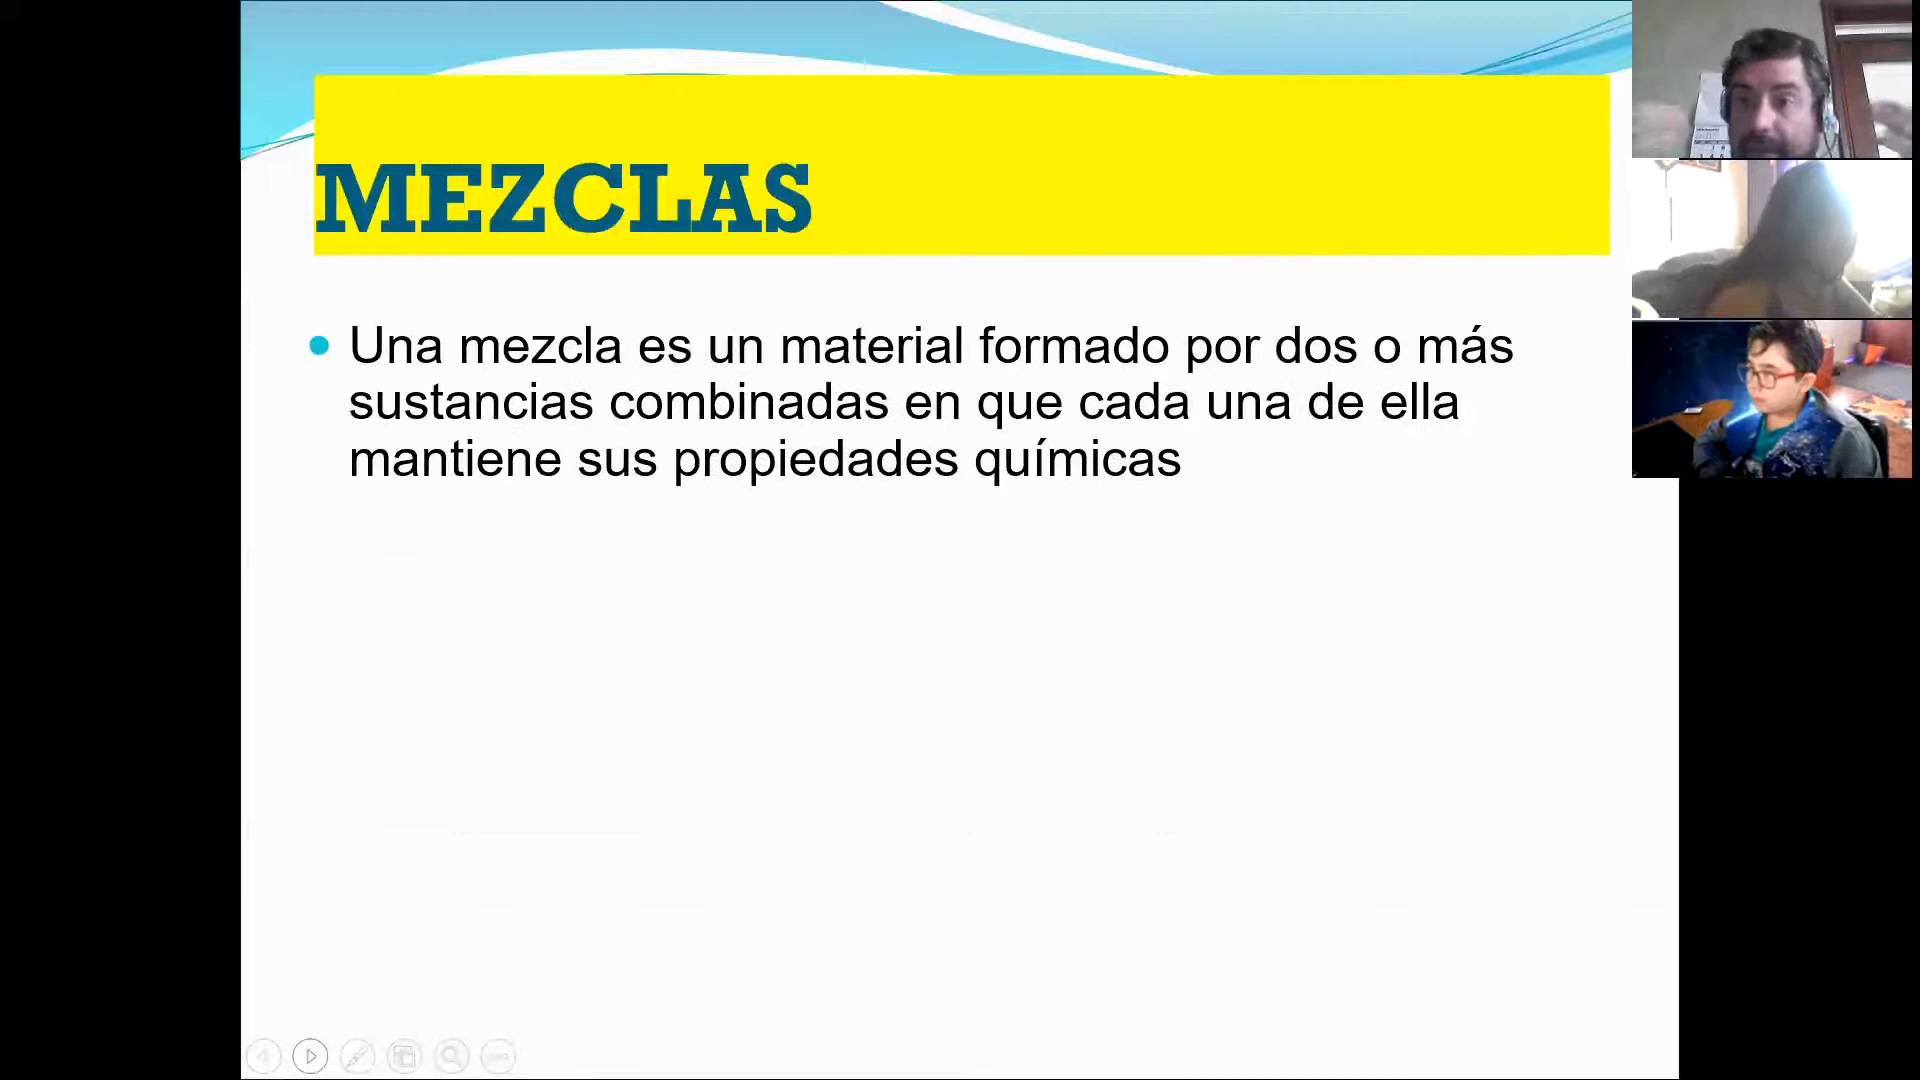 MEZCLAS
Una mezcla es un material formado por dos o más
sustancias combinadas en que cada una de ella
mantiene sus propiedades químicas